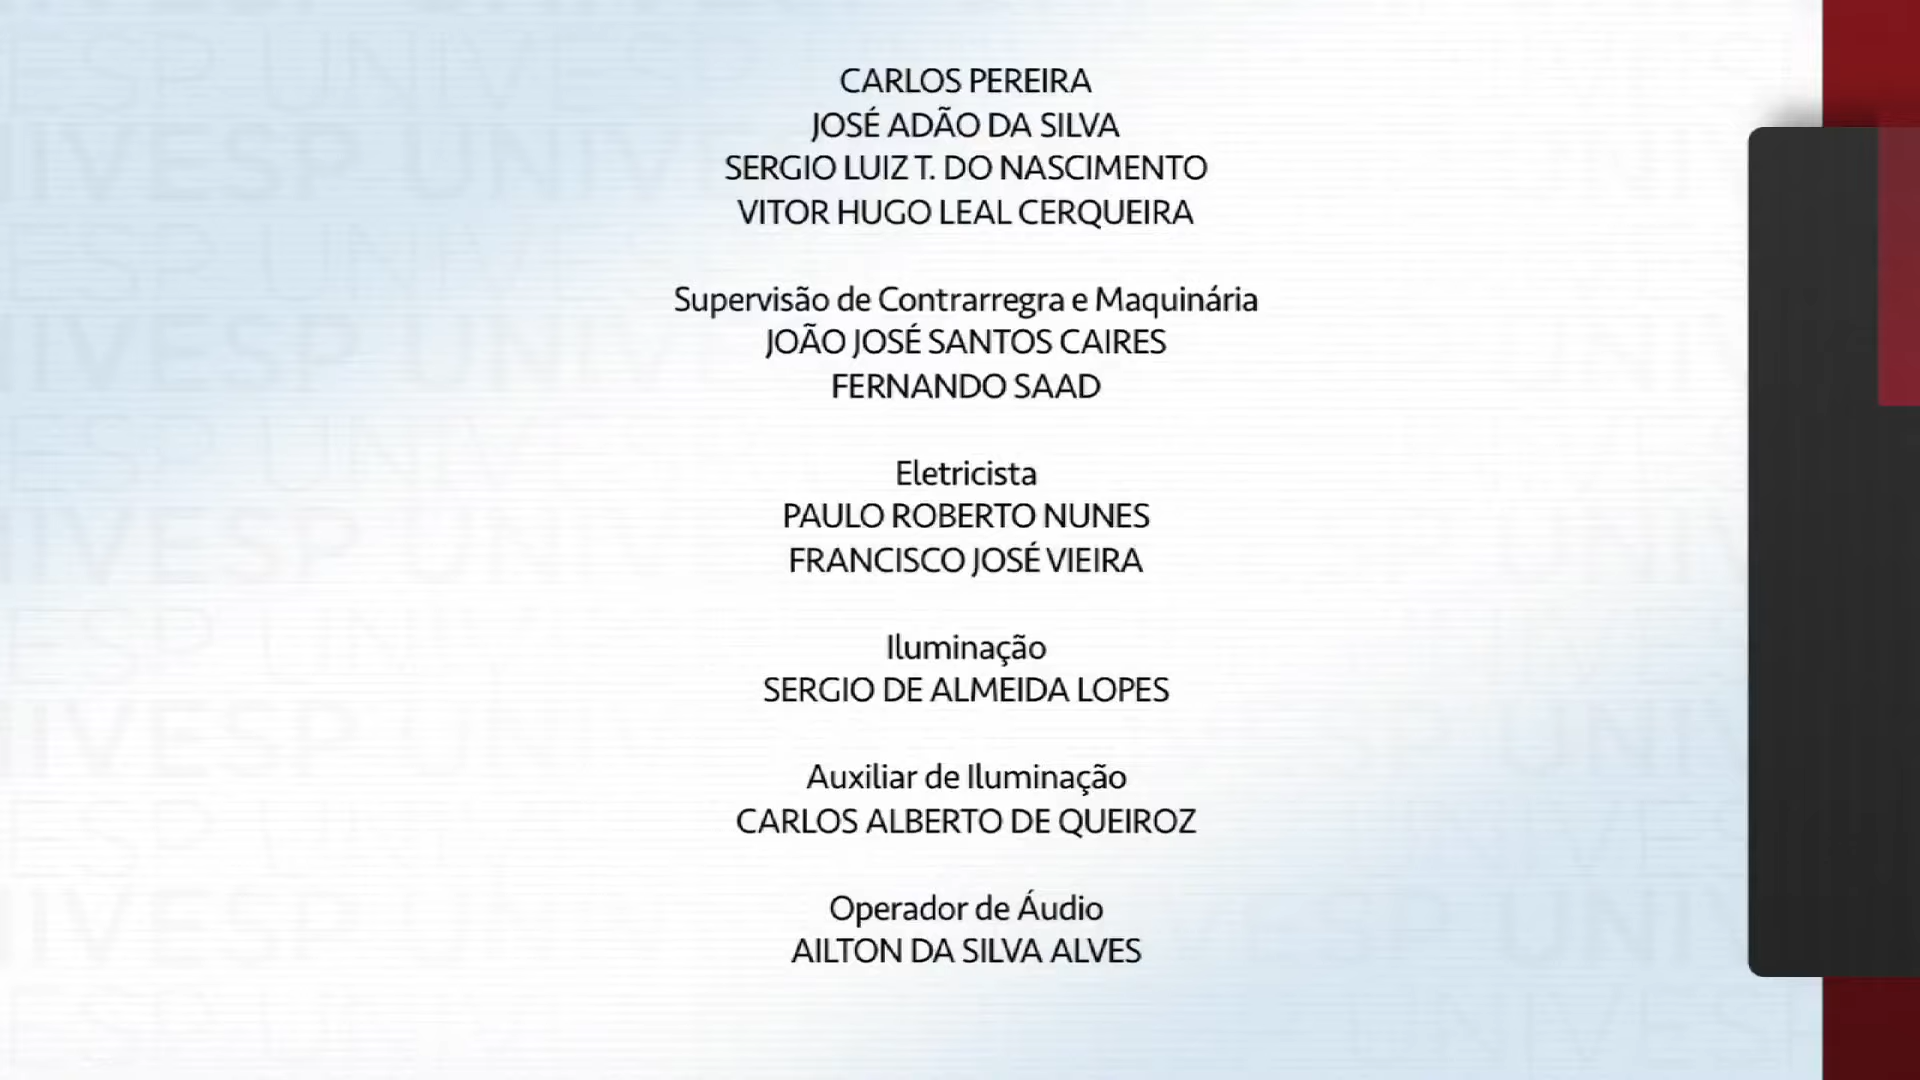 CARLOS PEREIRA
JOSÉ ADÃO DA SILVA
SERGIO LUIZ T. DO NASCIMENTO
VITOR HUGO LEAL CERQUEIRA
Supervisão de Contrarregra e Maquinária
JOÃO JOSÉ SANTOS CAIRES
FERNANDO SAAD
Eletricista
PAULO ROBERTO NUNES
FRANCISCO JOSÉ VIEIRA
Iluminação
SERGIO DE ALMEIDA LOPES
Auxiliar de Iluminação
CARLOS ALBERTO DE QUEIROZ
Operador de Áudio
AILTON DA SILVA ALVES